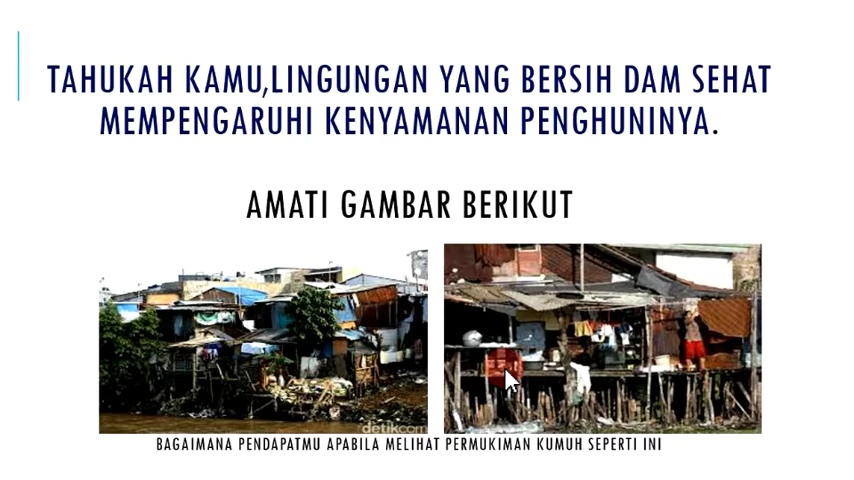 TAHUKAH KAMU,LINGUNGAN YANG BERSIH DAM SEHAT
MEMPENGARUHI KENYAMANAN PENGHUNINYA.
AMATI GAMBAR BERIKUT
detikcom
BAGAIMANA PENDAPATMU APABILA MELIHAT PERMUKIMAN KUMUH SEPERTI INI